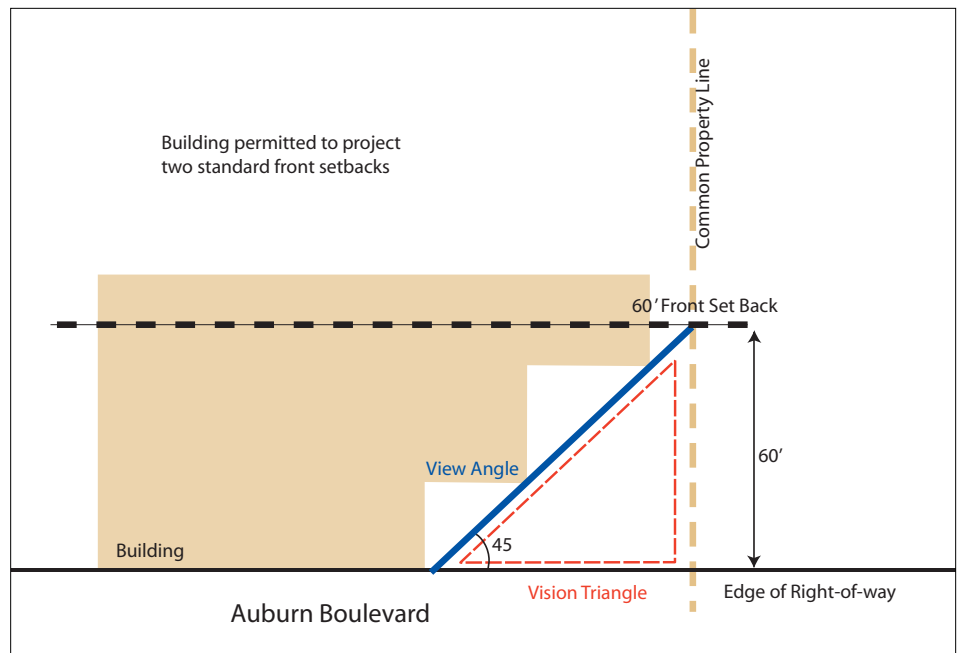 Common Property Line
Building permitted to project
two standard front setbacks
60' Front Set Back
60'
View Angle
45
Building
Vision Triangle
Edge of Right-of-way
Auburn Boulevard